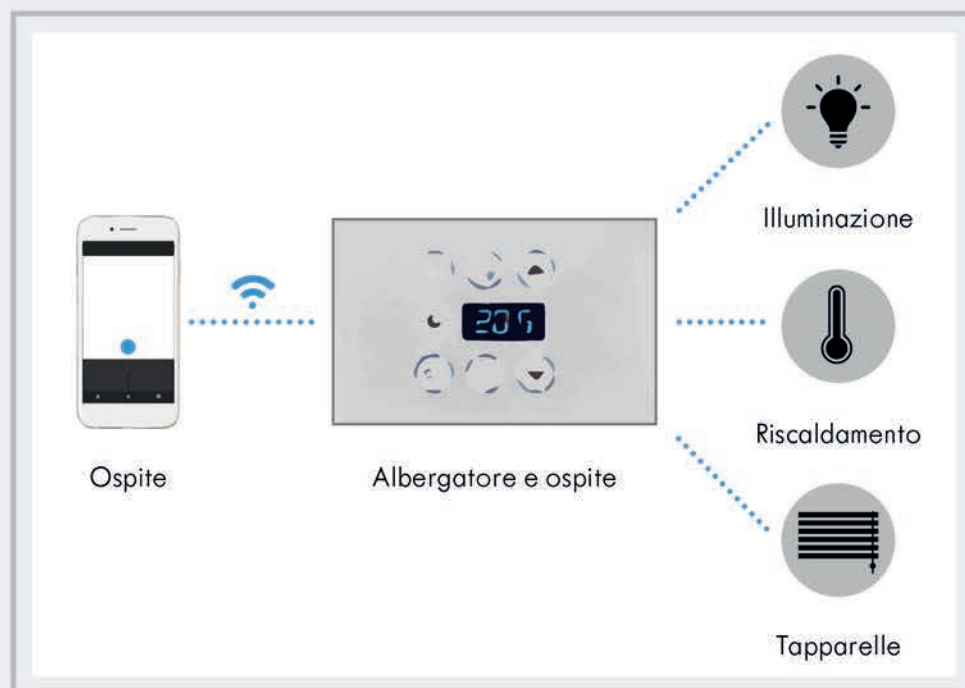 Illuminazione
Ospite
Albergatore e ospite
Riscaldamento
Tapparelle